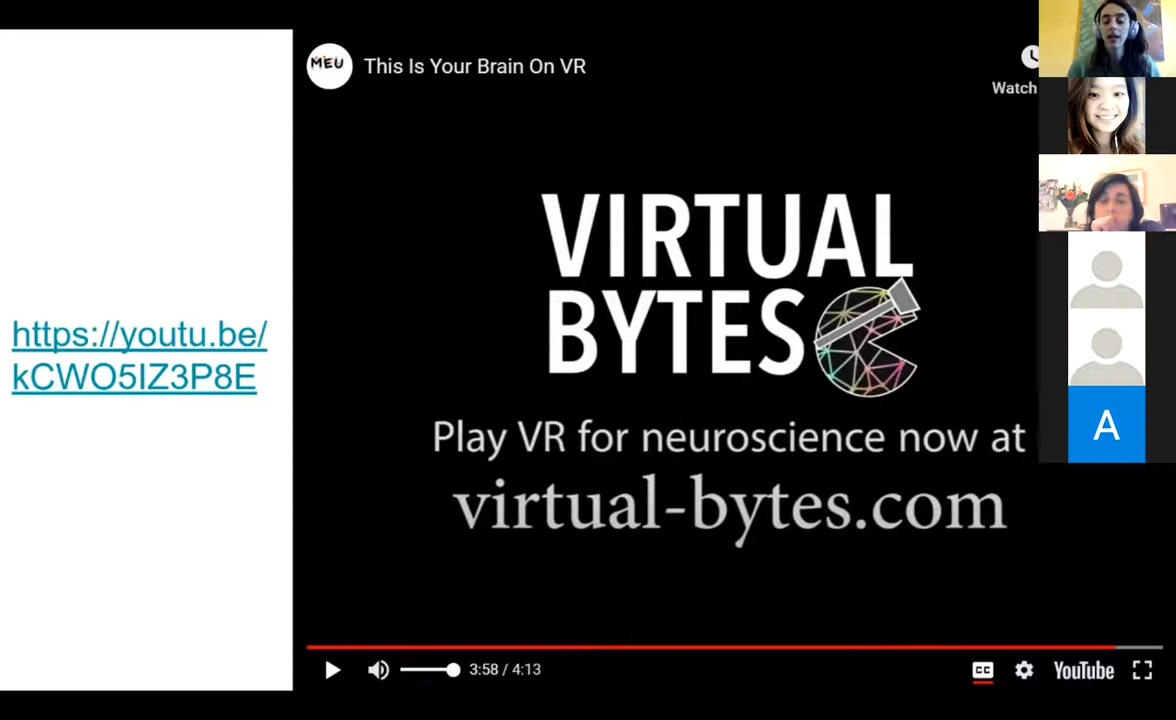 MEU
This Is Your Brain On VR
Watch
https://youtu.be/
kCWO5IZ3P8E
VIRTUAL
BYTES
Play VR for neuroscience now at
virtual-bytes.com
A
3:58 / 4:13
CC
YouTube